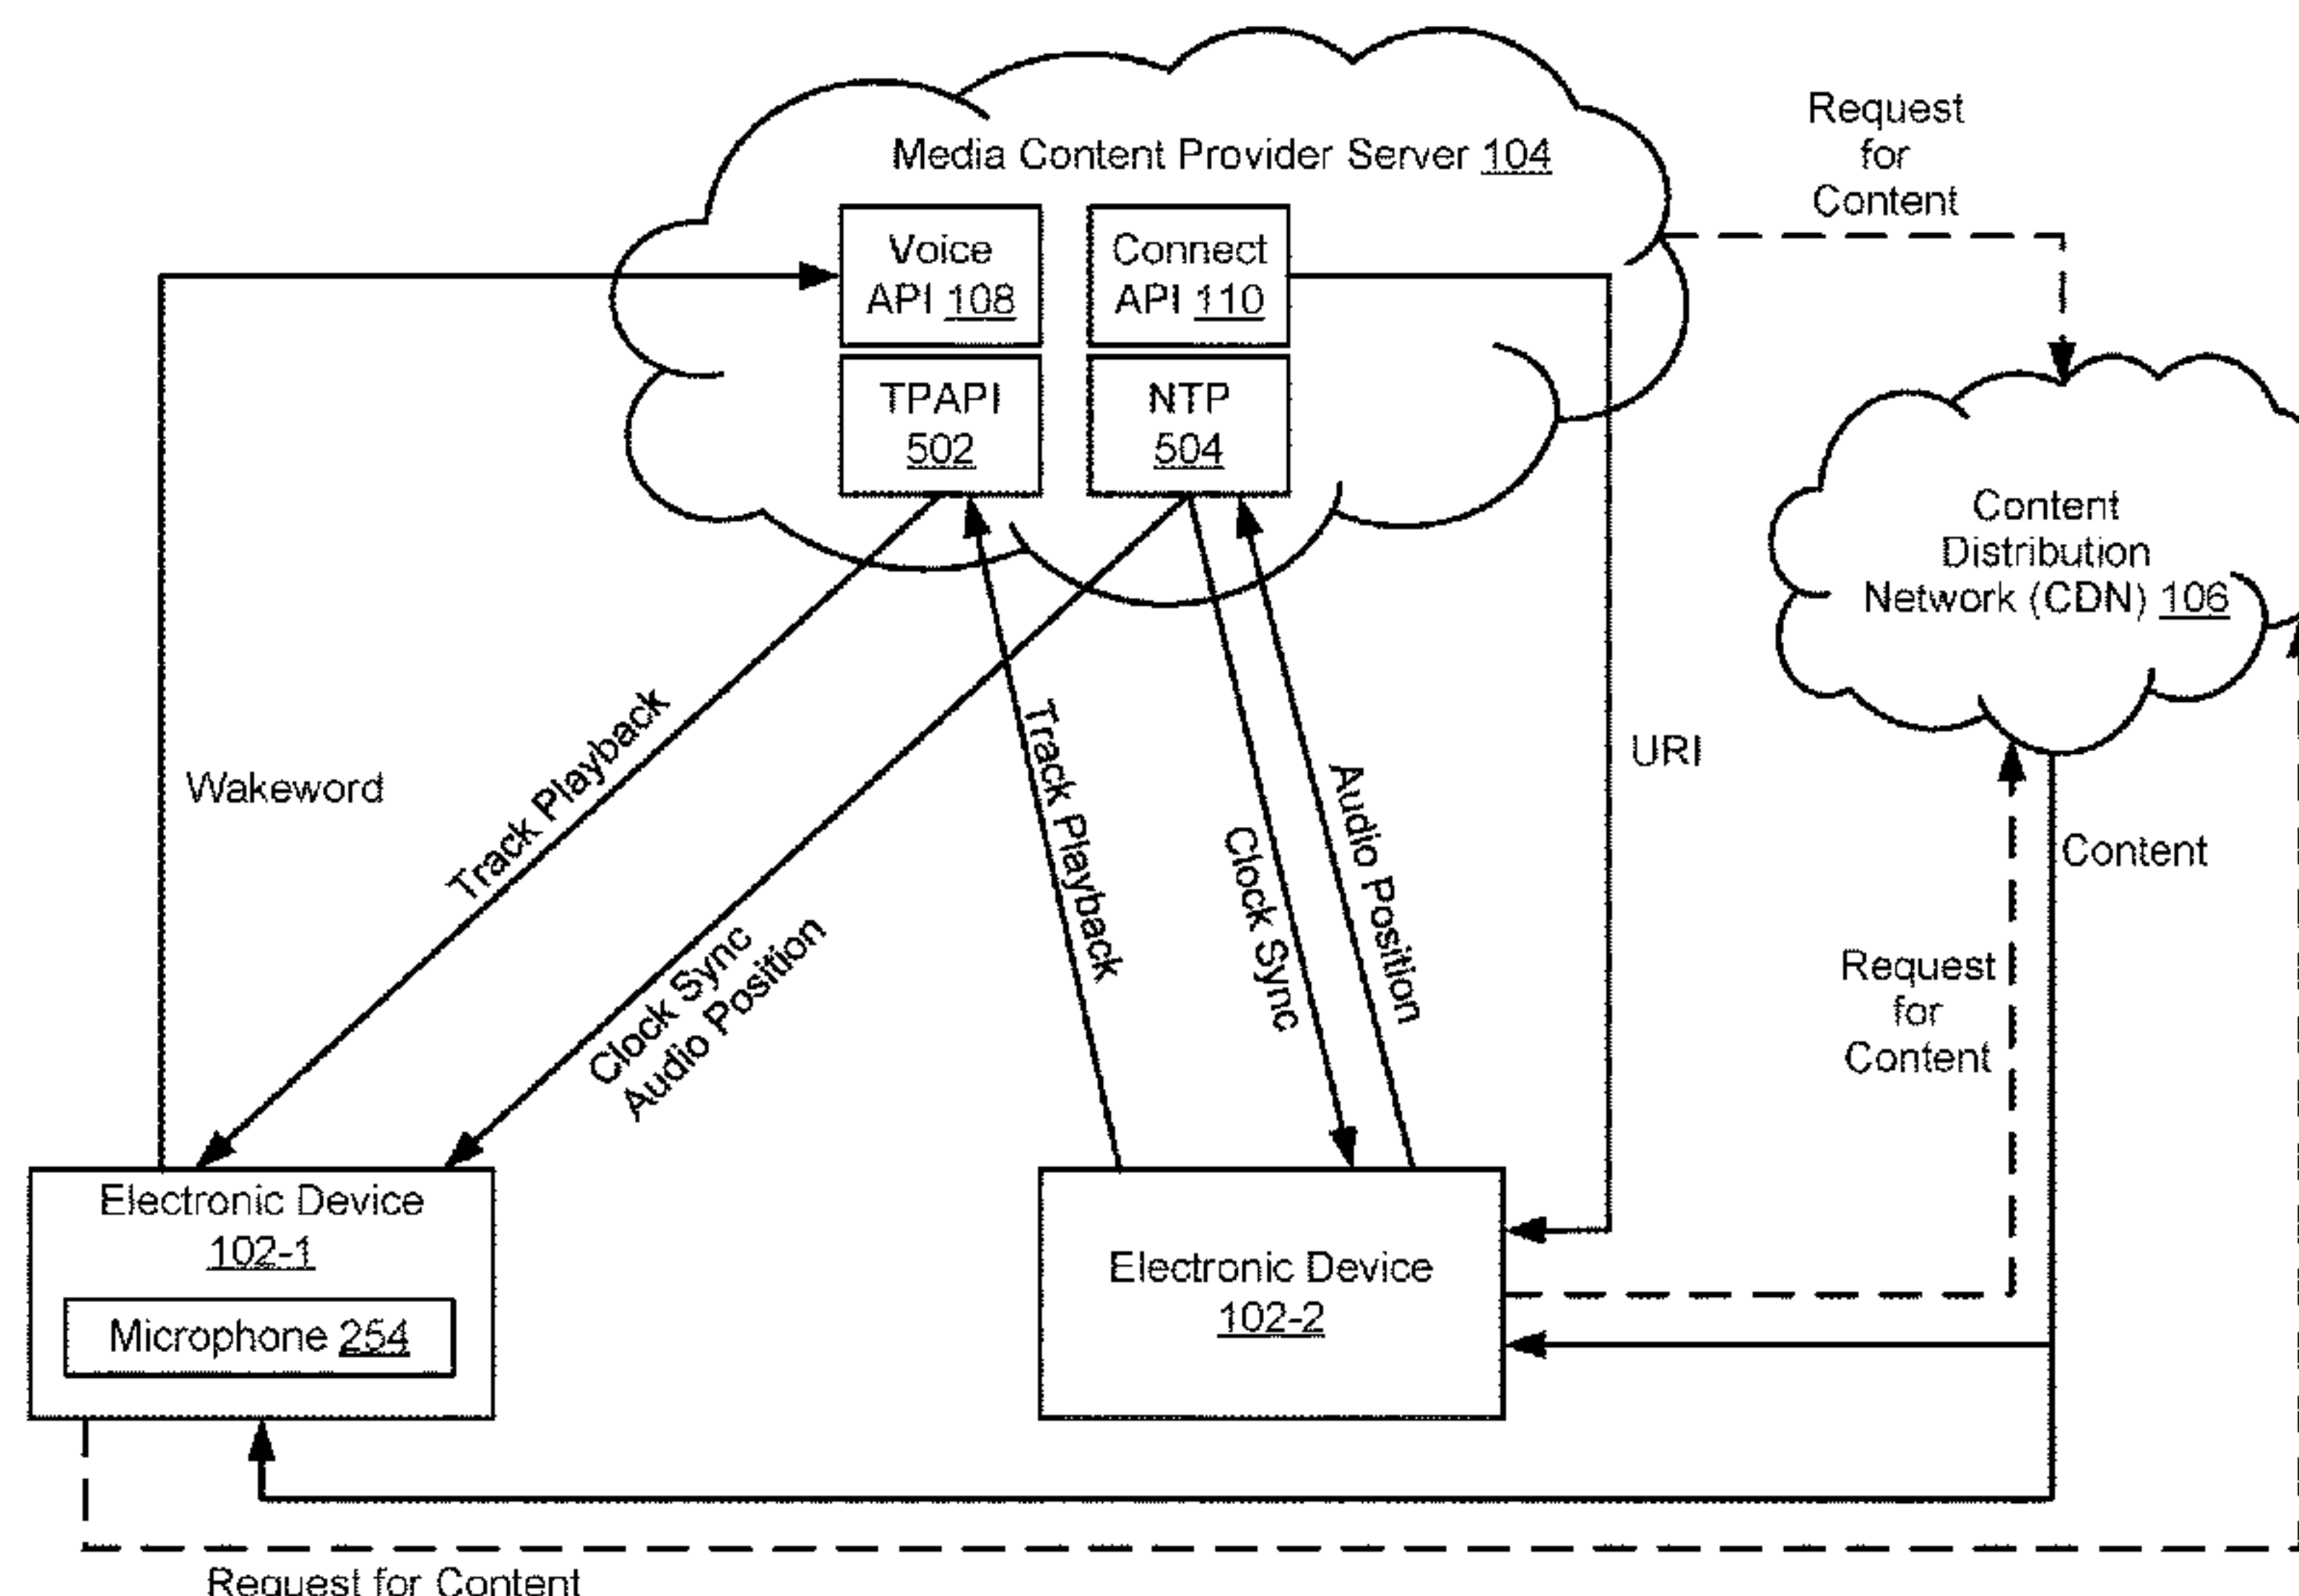 Request
for
Content
Media Content Provider Server 104
Voice
API 108
Connect
API 110
TPAPI
502
NTP
504
Content
Distribution
Network (CDN) 106
Wakeword
Track Playback
Clock Sync
Audio Position
Track Playback
Clock Sync
Audio Position
URI
Content
Request
for
Content
Electronic Device
102-1
Microphone 254
Electronic Device
102-2
Request for Content